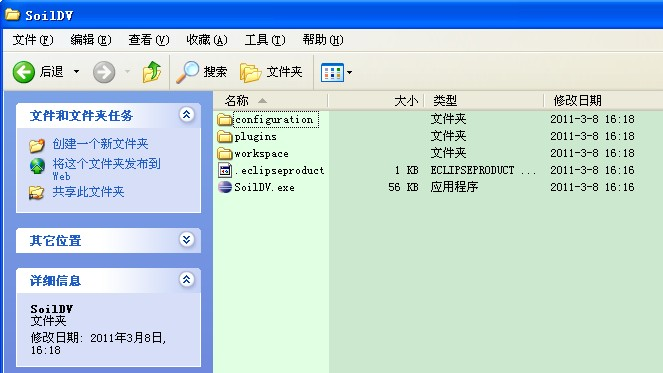 SoilDV
文件(F) 编辑(E) 查看(V) 收藏(A) 工具(T) 帮助(H)
后退 搜索 文件夹
文件和文件夹任务
创建一个新文件夹
将这个文件夹发布到
Web
共享此文件夹
其它位置
详细信息
SoilDV
文件夹
修改日期: 2011年3月8日,
16:18
名称 大小 类型 修改日期
configuration 文件夹 2011-3-8 16:18
plugins 文件夹 2011-3-8 16:18
workspace 文件夹 2011-3-8 16:18
.eclipseproduct 1 KB ECLIPSEPRODUCT ... 2011-3-8 16:16
SoilDV.exe 56 KB 应用程序 2011-3-8 16:16